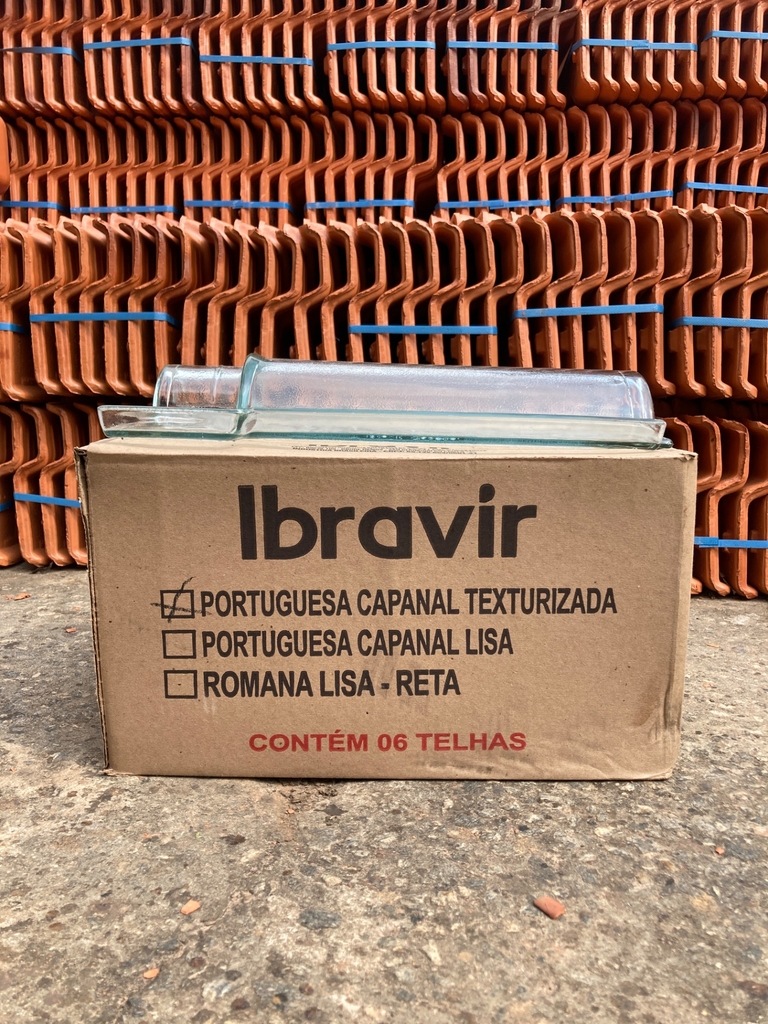 Ibravir
PORTUGUESA CAPANAL TEXTURIZADA
PORTUGUESA CAPANAL LISA
ROMANA LISA - RETA
CONTÉM 06 TELHAS